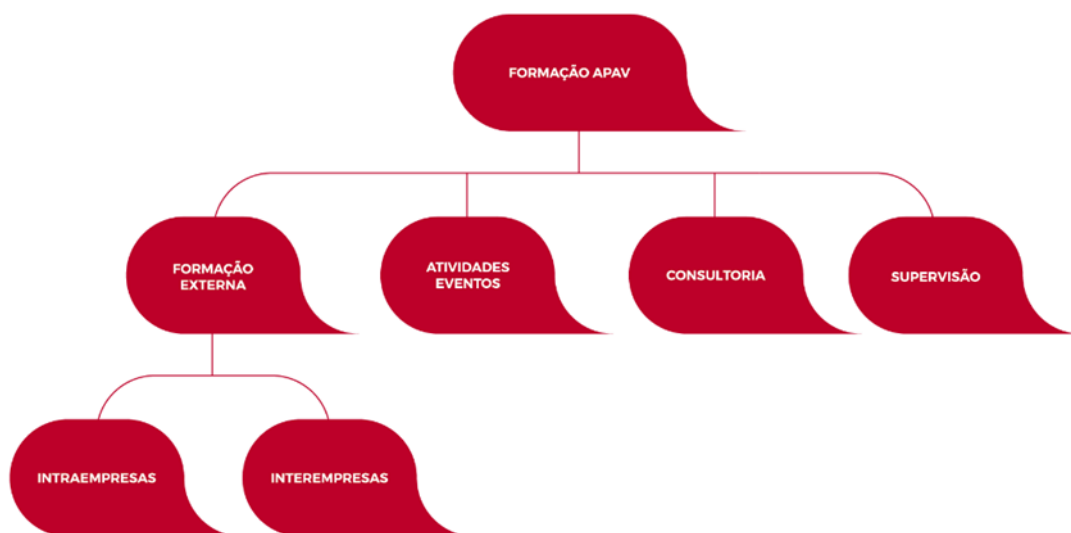 FORMAÇÃO APAV
FORMAÇÃO
EXTERNA
ATIVIDADES
EVENTOS
CONSULTORIA
SUPERVISÃO
INTRAEMPRESAS
INTEREMPRESAS